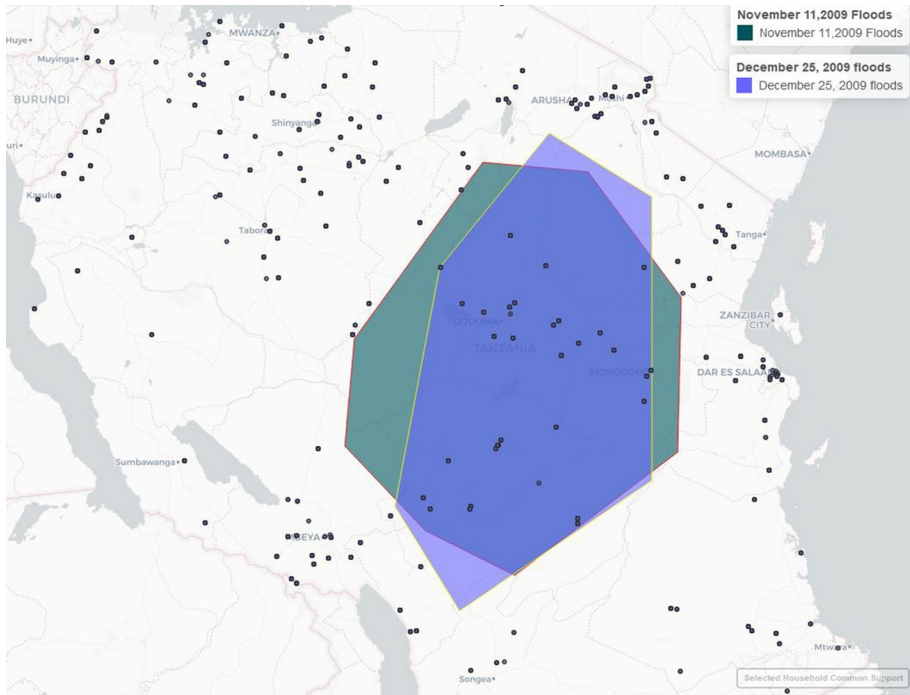 November 11,2009 Floods
November 11,2009 Floods
December 25, 2009 floods
December 25, 2009 floods
Huye
MWANZA
Muyinga
BURUNDI
ARUSHA
Moshi
Shinyanga
MOMBASA
Kasulu
Tabora
Tanga
ZANZIBAR
CITY
DODOMA
TANZANIA
MOROGORO
DAR ES SALAAM
Sumbawanga
MBEYA
Mtwara
Songea
Selected Household Common Support